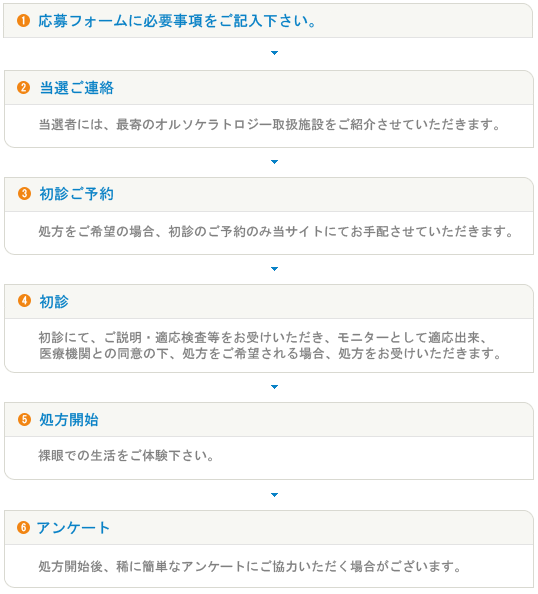 1 応募フォームに必要事項をご記入下さい。
2 当選ご連絡
当選者には、最寄のオルソケラトロジー取扱施設をご紹介させていただきます。
3 初診ご予約
処方をご希望の場合、初診のご予約のみ当サイトにてお手配させていただきます。
4 初診
初診にて、ご説明・適応検査等をお受けいただき、モニターとして適応出来、
医療機関との同意の下、処方をご希望される場合、処方をお受けいただきます。
5 処方開始
裸眼での生活をご体験下さい。
6 アンケート
処方開始後、稀に簡単なアンケートにご協力いただく場合がございます。